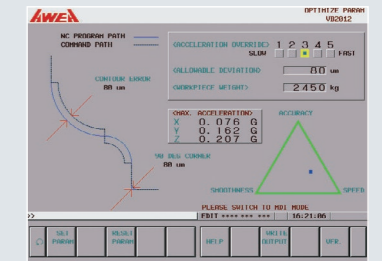 AWEA
OPTIMIZE PARAM
VB2012
NC PROGRAM PATH
COMMAND PATH
<ACCELERATION OVERRIDE> 1 2 3 4 5
SLOW FAST
<ALLOWABLE DEVIATION> 80 um
<WORKPIECE WEIGHT> 2450 kg
CONTOUR ERROR
80 um
<MAX. ACCELERATION>
X 0.076 G
Y 0.162 G
Z 0.207 G
ACCURACY
90 DEG CORNER
80 um
SMOOTHNESS SPEED
PLEASE SWITCH TO MDI MODE
>>
EDIT **** *** *** 16:21:06
SET PARAM
RESET PARAM
HELP
WRITE OUTPUT
VER.